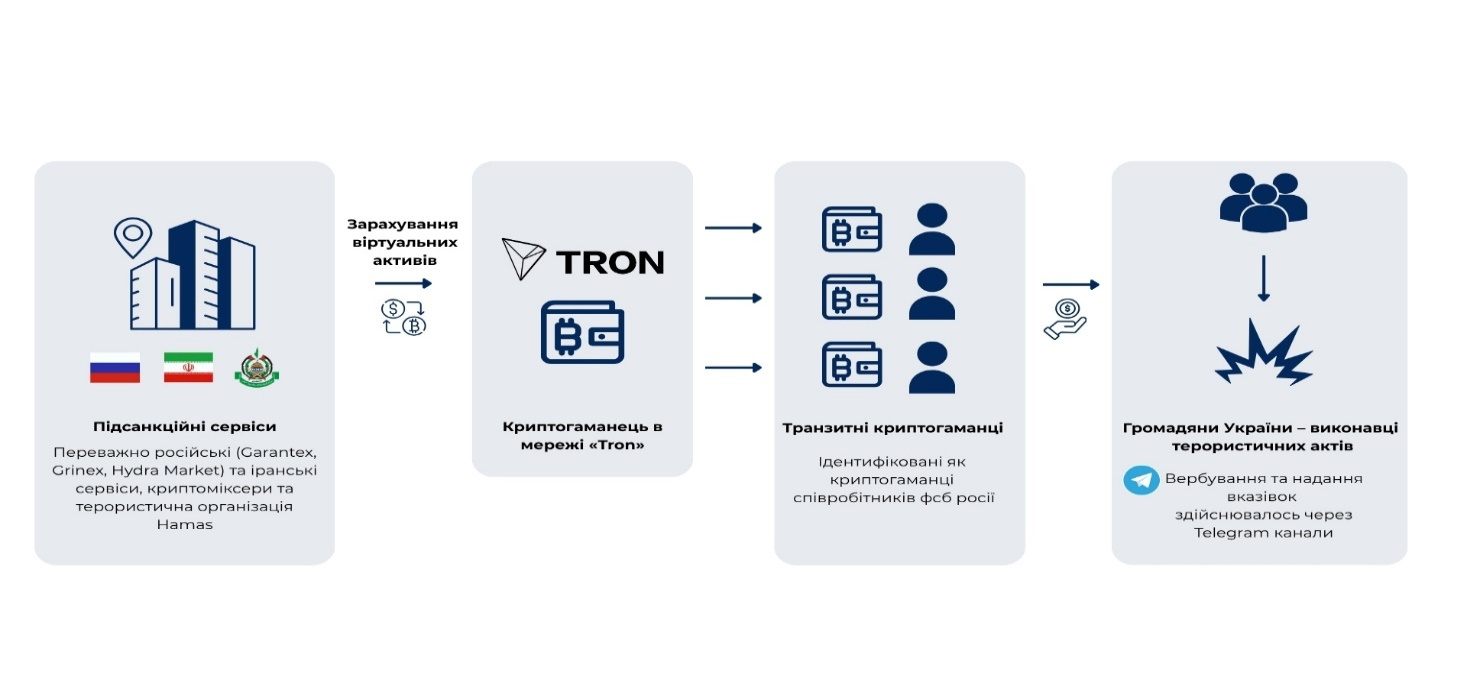 Підсанкційні сервіси
Переважно російські (Garantex,
Grinex, Hydra Market) та іранські
сервіси, криптоміксери та
терористична організація
Hamas
Зарахування
віртуальних
активів
TRON
Криптогаманець в
мережі «Tron»
Транзитні криптогаманці
Ідентифіковані як
криптогаманці
співробітників фсб росії
Громадяни України – виконавці
терористичних актів
Вербування та надання
вказівок
здійснювалось через
Telegram канали